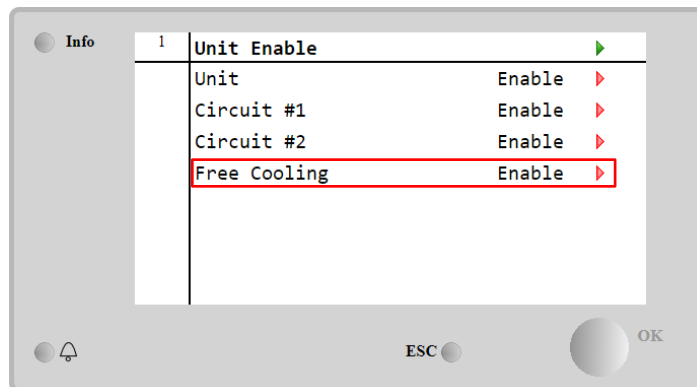 Info
1 Unit Enable
Unit Enable
Circuit #1 Enable
Circuit #2 Enable
Free Cooling Enable
ESC
OK